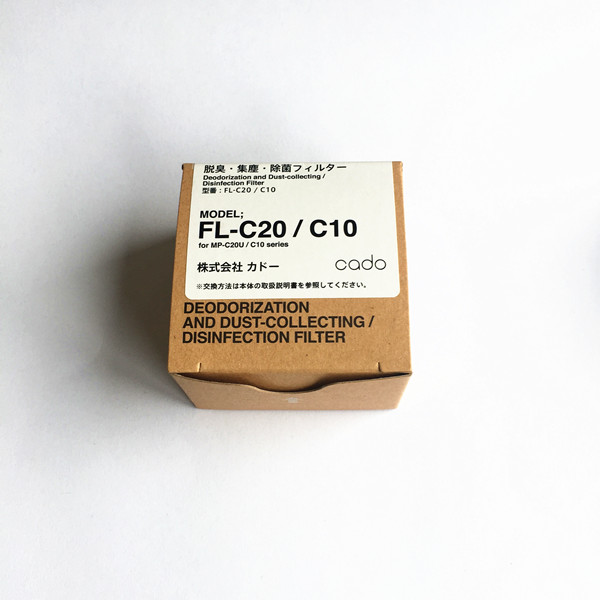 脱臭・集塵・除菌フィルター
Deodorization and Dust-collecting /
Disinfection Filter
型番 : FL-C20 / C10
MODEL;
FL-C20 / C10
for MP-C20U / C10 series
株式会社 カドー cado
※交換方法は本体の取扱説明書を参照してください。
DEODORIZATION
AND DUST-COLLECTING /
DISINFECTION FILTER